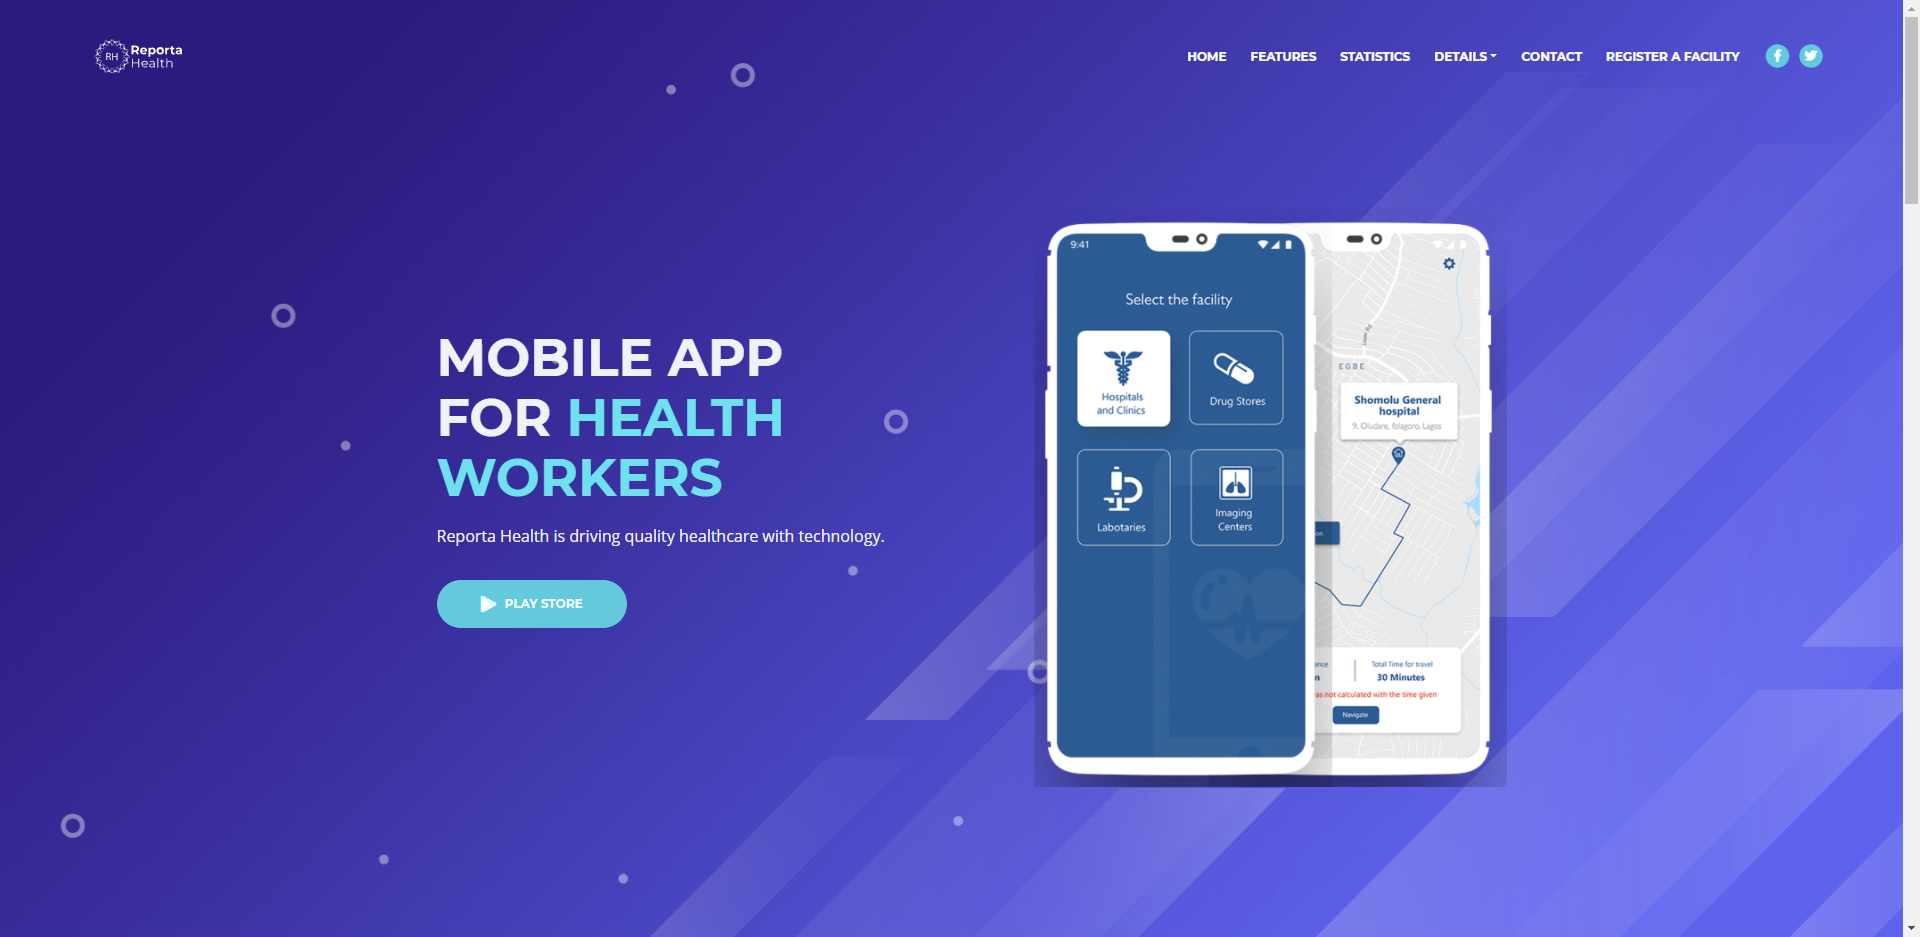 RH
Reporta
Health
HOME
FEATURES
STATISTICS
DETAILS
CONTACT
REGISTER A FACILITY
MOBILE APP
FOR HEALTH
WORKERS
Reporta Health is driving quality healthcare with technology.
PLAY STORE
9:41
Select the facility
Hospitals
and Clinics
Drug Stores
Labotaries
Imaging
Centers
EGBE
Shomolu General
hospital
9, Oludare, folagoro, Lagos
Total Time for travel
30 Minutes
as not calculated with the time given
Navigate